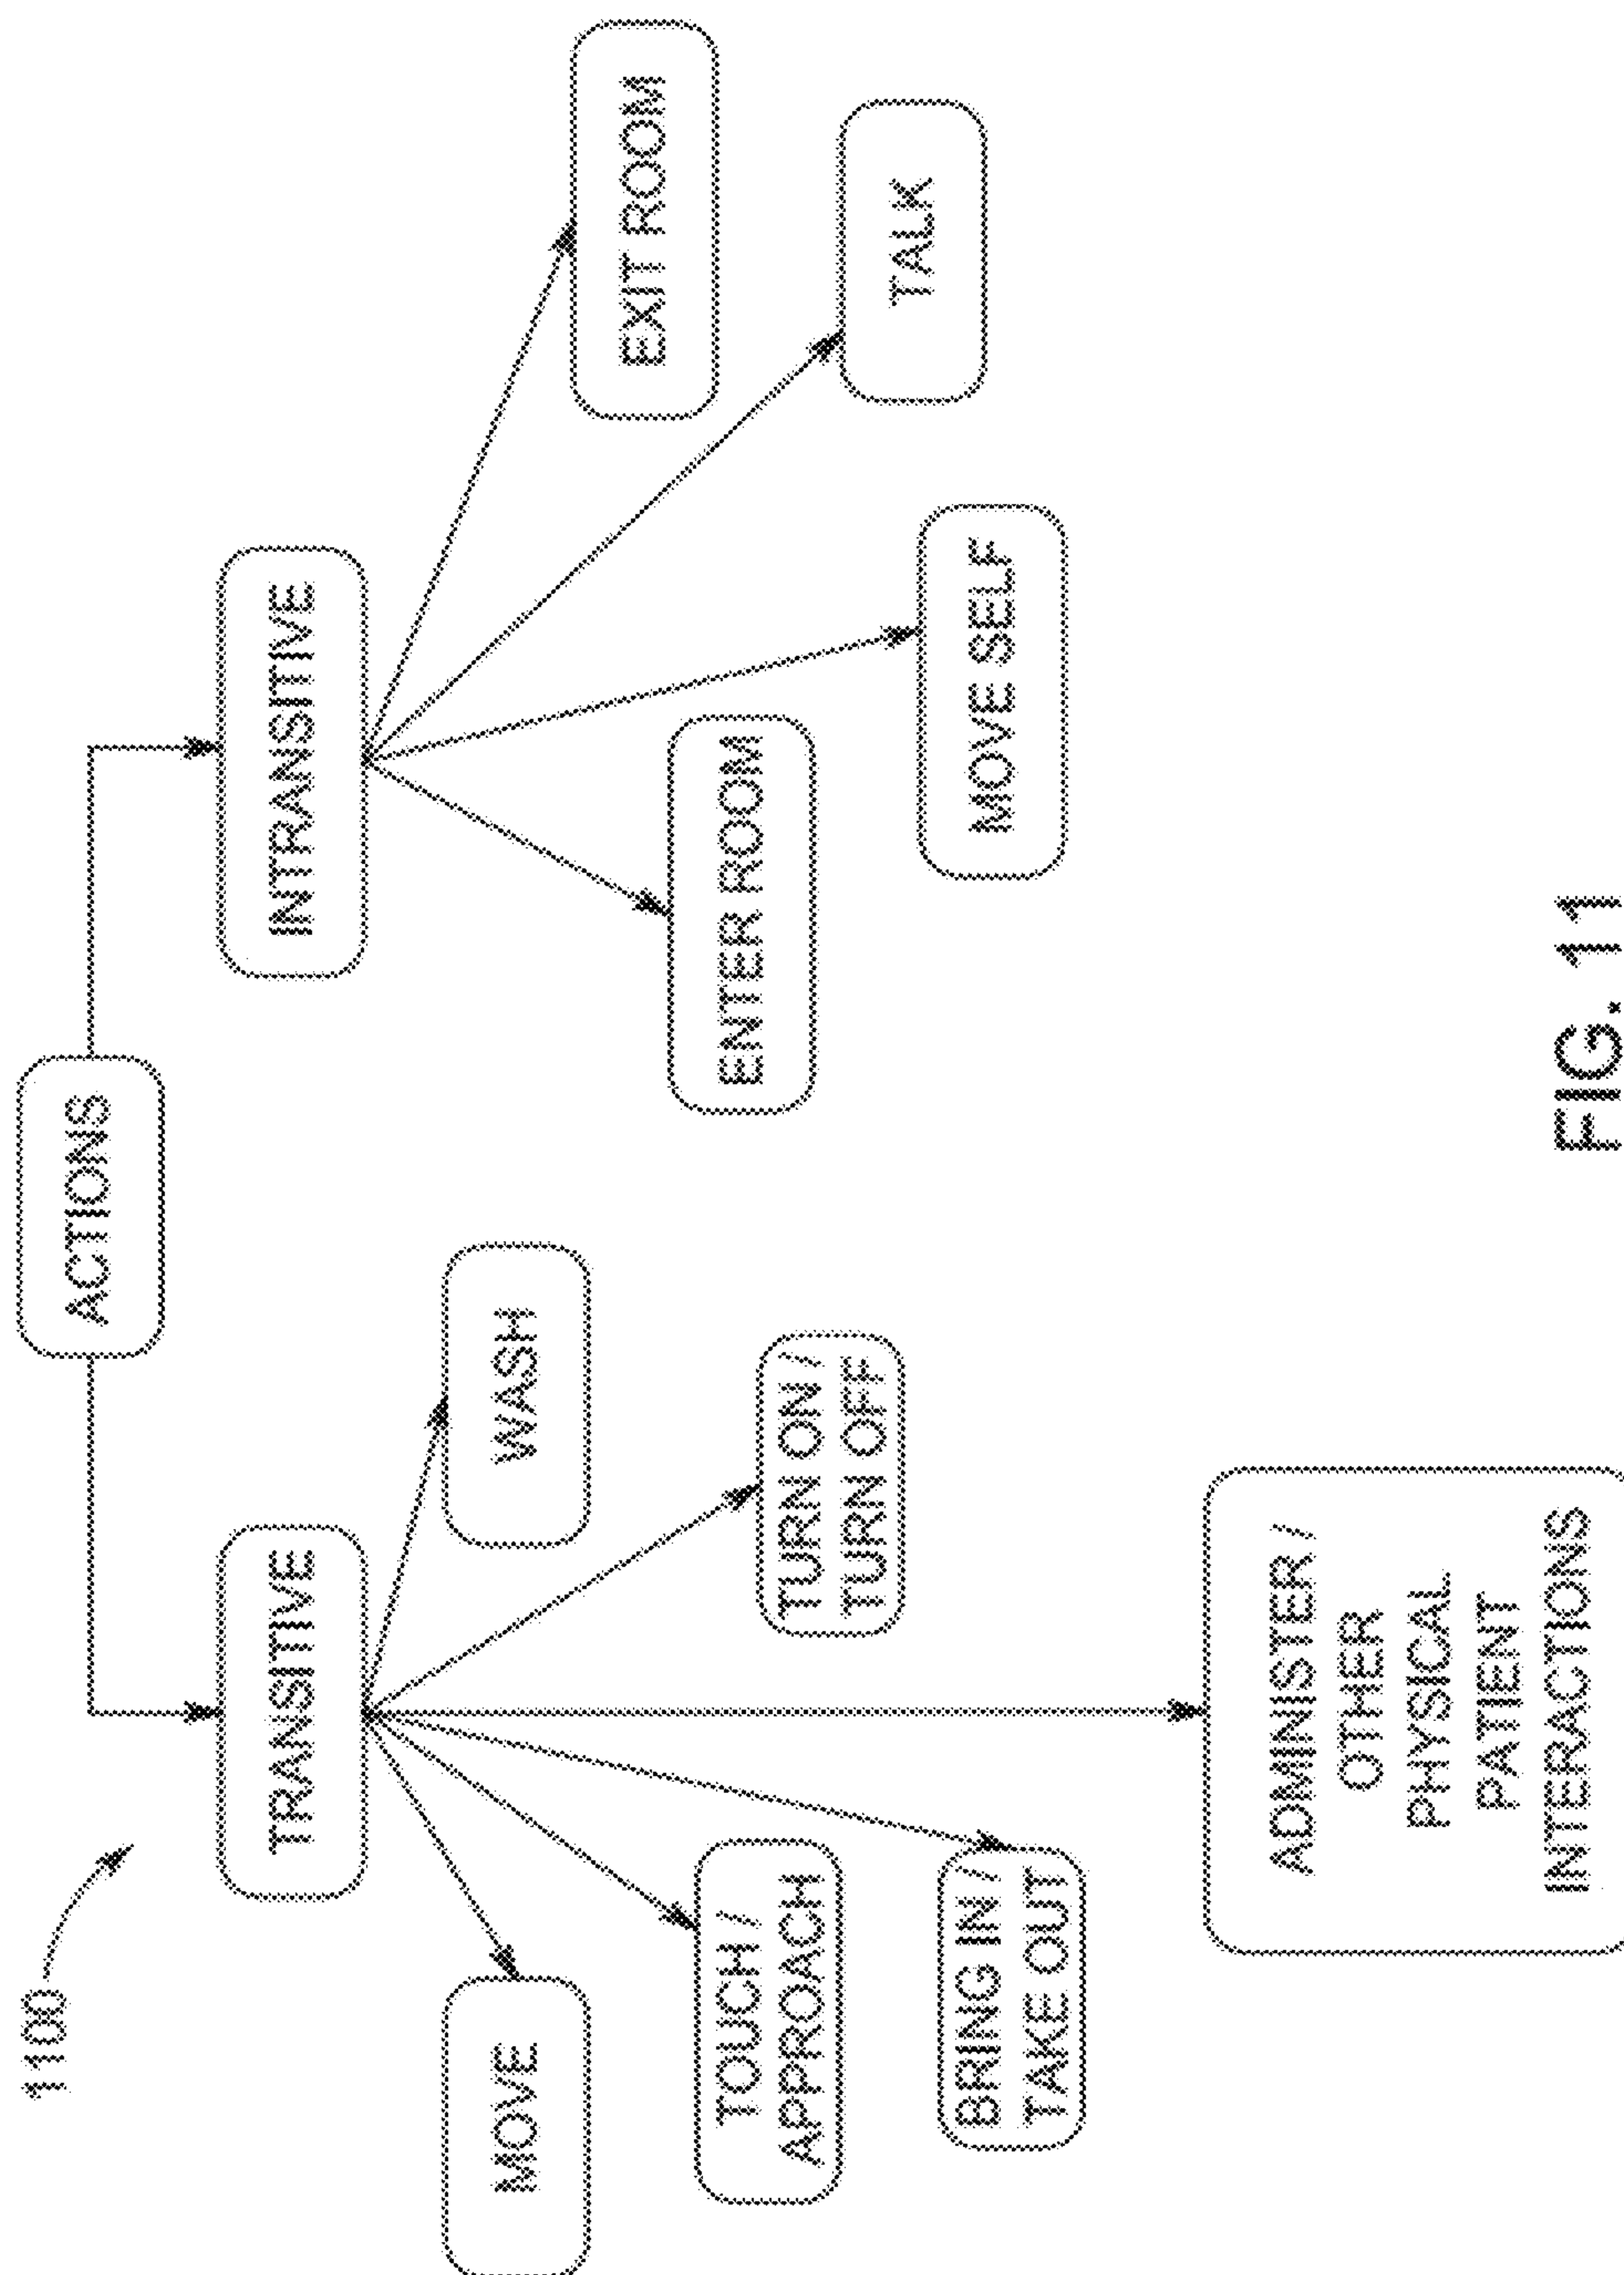 1100
ACTIONS
TRANSITIVE
INTRANSITIVE
MOVE
WASH
EXIT ROOM
TOUCH /
APPROACH
TURN ON /
TURN OFF
ENTER ROOM
TALK
BRING IN /
TAKE OUT
MOVE SELF
ADMINISTER /
OTHER
PHYSICAL
PATIENT
INTERACTIONS
FIG. 11